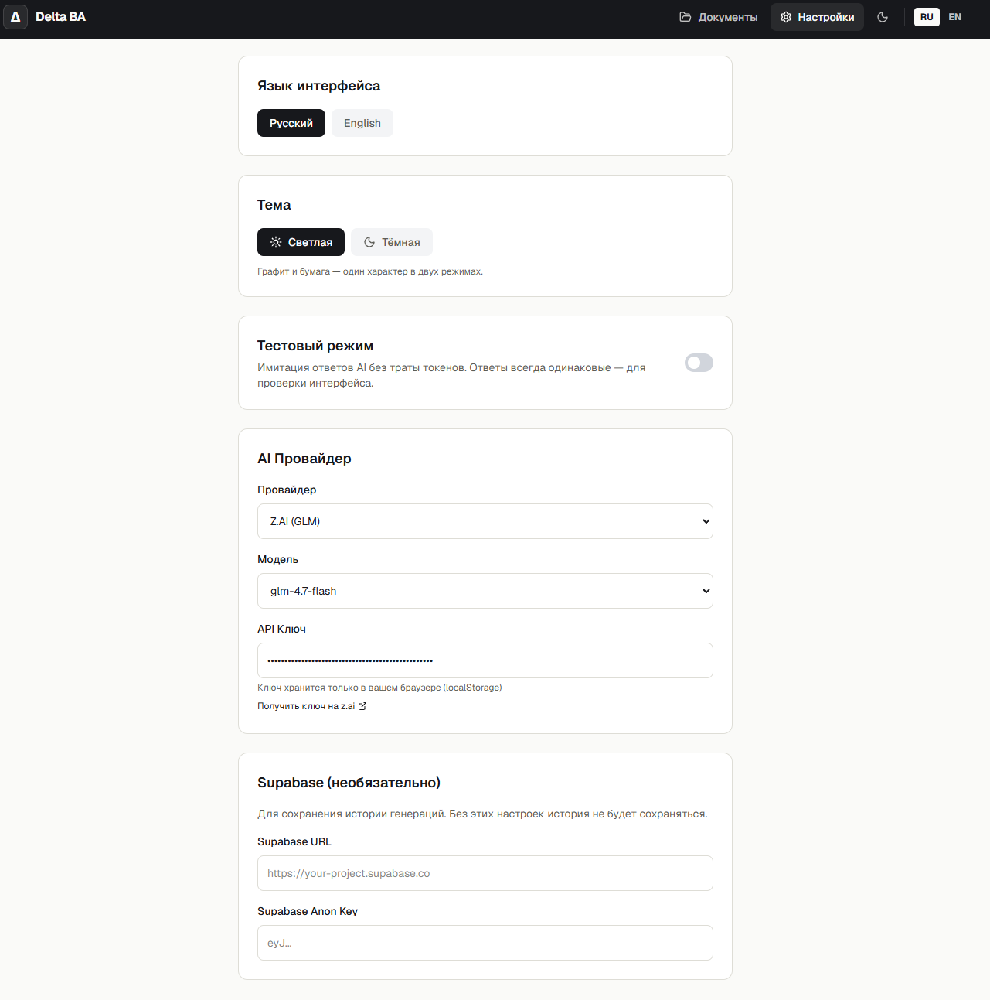 Δ Delta BA
Документы
Настройки
RU EN
Язык интерфейса
Русский English
Тема
Светлая Тёмная
Графит и бумага — один характер в двух режимах.
Тестовый режим
Имитация ответов AI без траты токенов. Ответы всегда одинаковые — для
проверки интерфейса.
AI Провайдер
Провайдер
Z.AI (GLM)
Модель
glm-4.7-flash
API Ключ
Ключ хранится только в вашем браузере (localStorage)
Получить ключ на z.ai
Supabase (необязательно)
Для сохранения истории генераций. Без этих настроек история не будет сохраняться.
Supabase URL
https://your-project.supabase.co
Supabase Anon Key
eyJ...